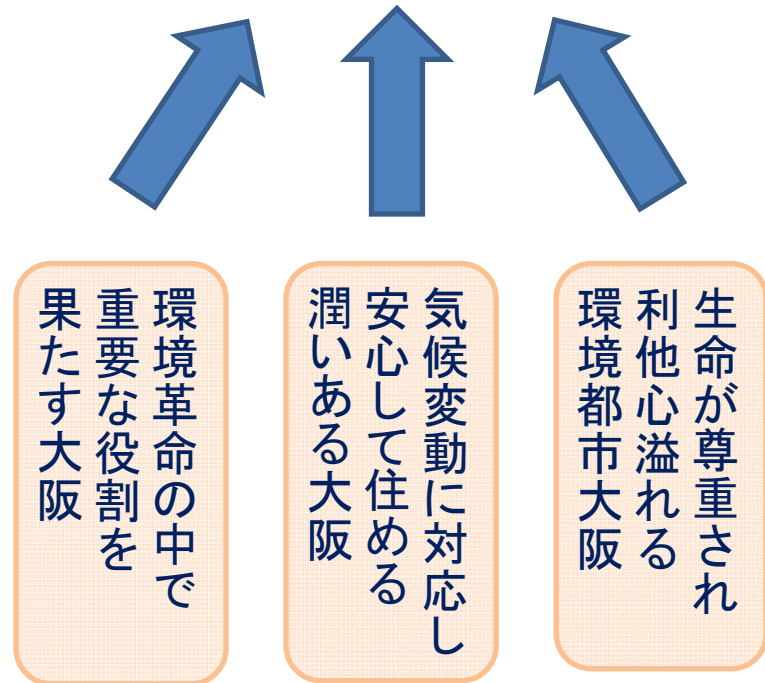 生命が尊重され
利他心溢れる
環境都市大阪
気候変動に対応し
安心して住める
潤いある大阪
環境革命の中で
重要な役割を
果たす大阪